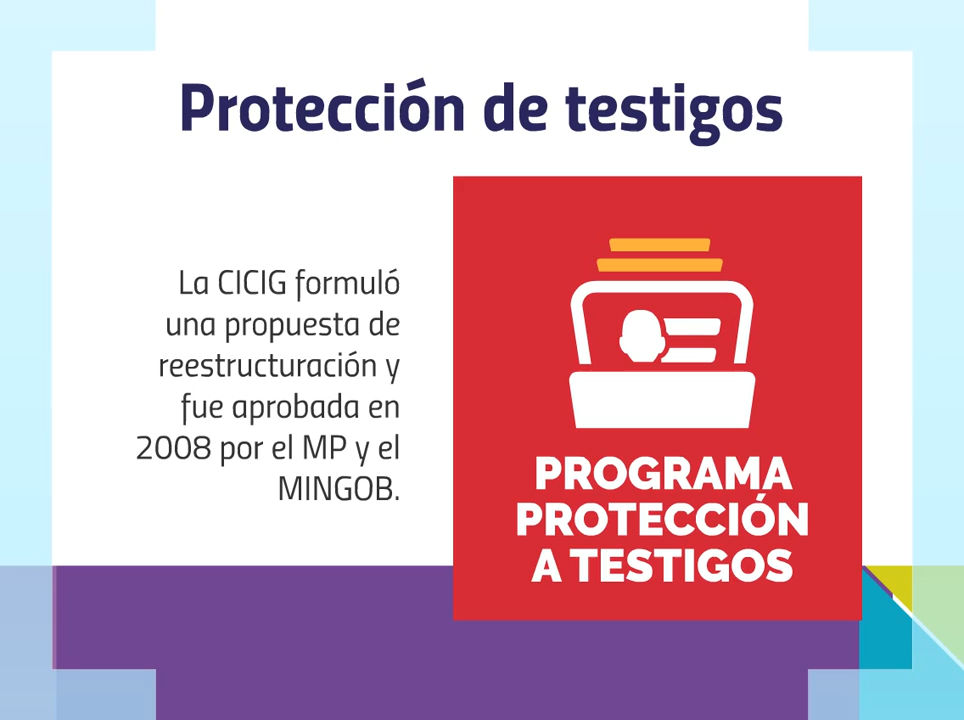 Protección de testigos
La CICIG formuló
una propuesta de
reestructuración y
fue aprobada en
2008 por el MP y el
MINGOB.
PROGRAMA
PROTECCIÓN
A TESTIGOS